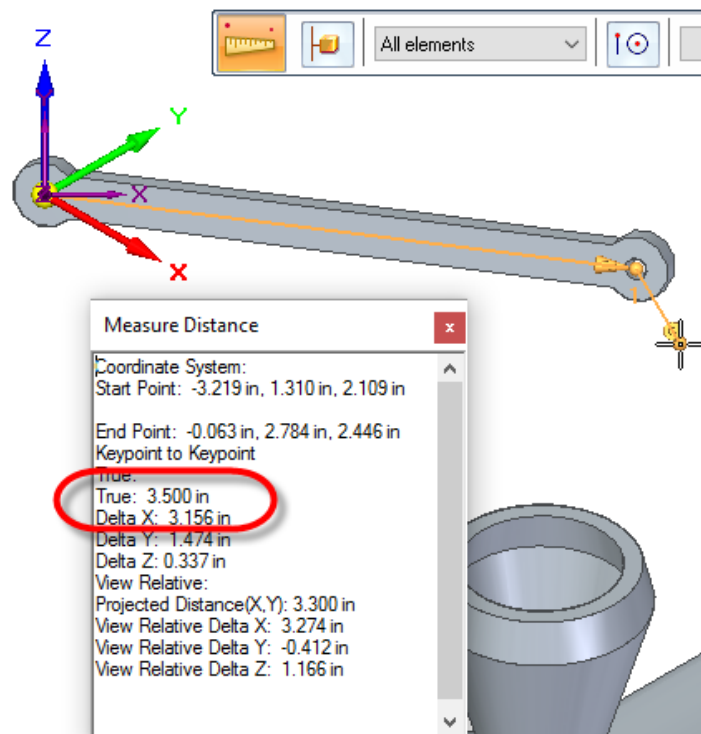 All elements
Z
Y
X
X
Measure Distance
x
Coordinate System:
Start Point: -3.219 in, 1.310 in, 2.109 in
End Point: -0.063 in, 2.784 in, 2.446 in
Keypoint to Keypoint
True:
True: 3.500 in
Delta X: 3.156 in
Delta Y: 1.474 in
Delta Z: 0.337 in
View Relative:
Projected Distance(X,Y): 3.300 in
View Relative Delta X: 3.274 in
View Relative Delta Y: -0.412 in
View Relative Delta Z: 1.166 in